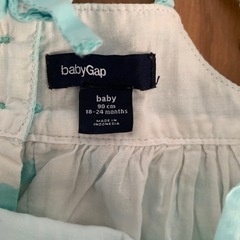 babyGap
baby
90 cm
18-24 months
MADE IN
INDONESIA